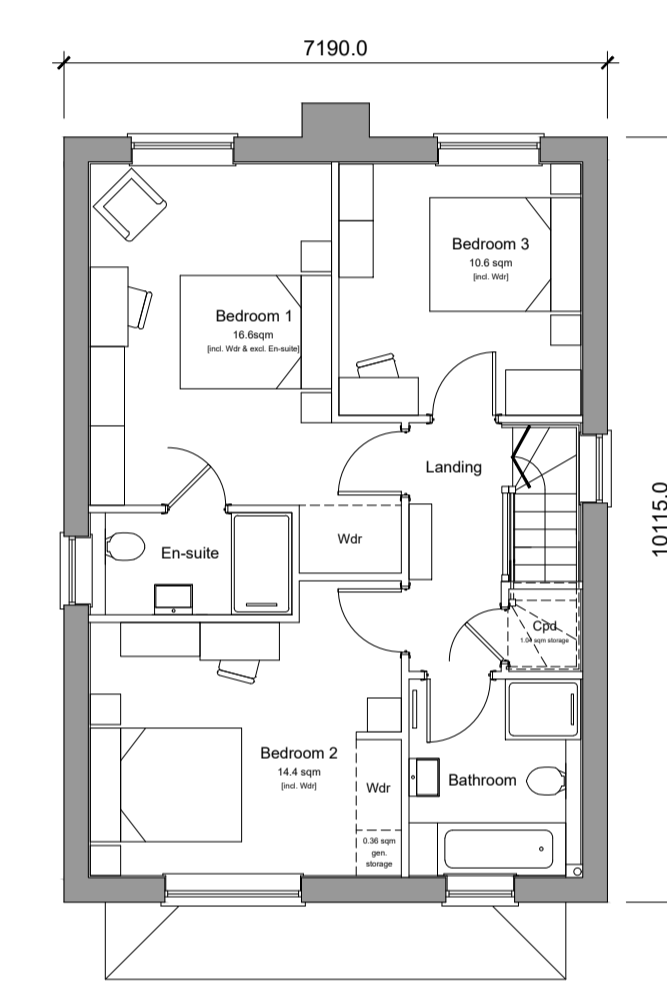 7190.0
Bedroom 3
10.6 sqm
[incl. Wdr]
Bedroom 1
16.6sqm
[incl. Wdr & excl. En-suite]
Landing
10115.0
Wdr
En-suite
Cpd
1.04 sqm storage
Bedroom 2
14.4 sqm
[incl. Wdr]
Wdr
Bathroom
0.36 sqm
gen.
storage